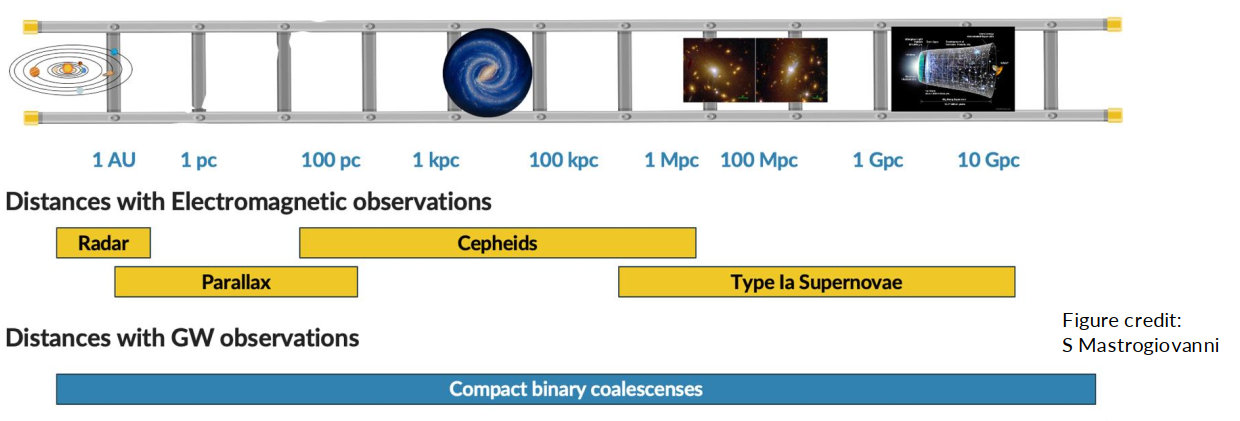 1 AU 1 pc 100 pc 1 kpc 100 kpc 1 Mpc 100 Mpc 1 Gpc 10 Gpc
Distances with Electromagnetic observations
Radar
Cepheids
Parallax
Type Ia Supernovae
Distances with GW observations
Figure credit:
S Mastrogiovanni
Compact binary coalescenses